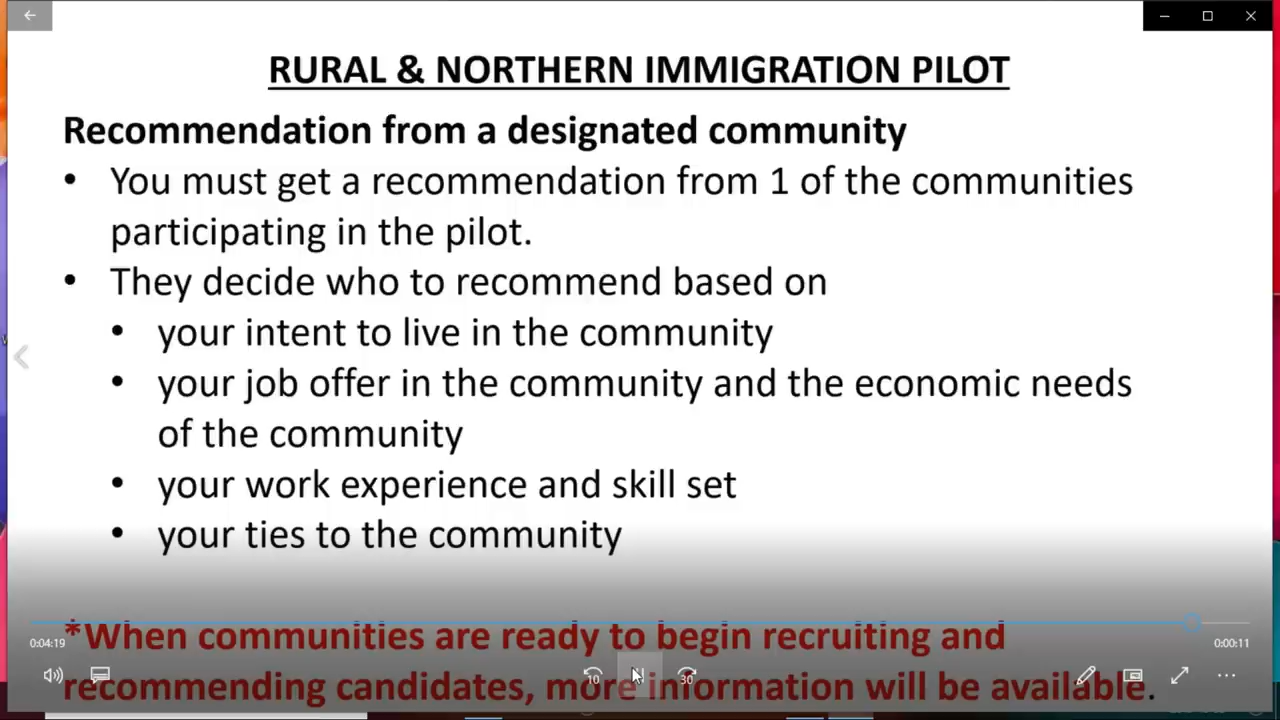 RURAL & NORTHERN IMMIGRATION PILOT
Recommendation from a designated community
• You must get a recommendation from 1 of the communities
participating in the pilot.
• They decide who to recommend based on
• your intent to live in the community
• your job offer in the community and the economic needs
of the community
• your work experience and skill set
• your ties to the community
*When communities are ready to begin recruiting and
0:04:19 0:00:11
10 30
recommending candidates, more information will be available.